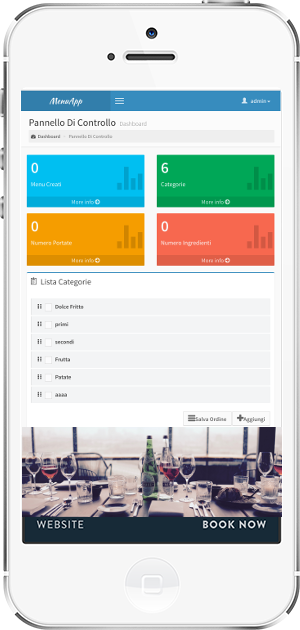 MenuApp
admin
Pannello Di Controllo Dashboard
Dashboard > Pannello Di Controllo
0
Menu Creati
More info
6
Categorie
More info
0
Numero Portate
More info
0
Numero Ingredienti
More info
Lista Categorie
Dolce Fritto
primi
secondi
Frutta
Patate
aaaa
Salva Ordine
Aggiungi
WEBSITE
BOOK NOW